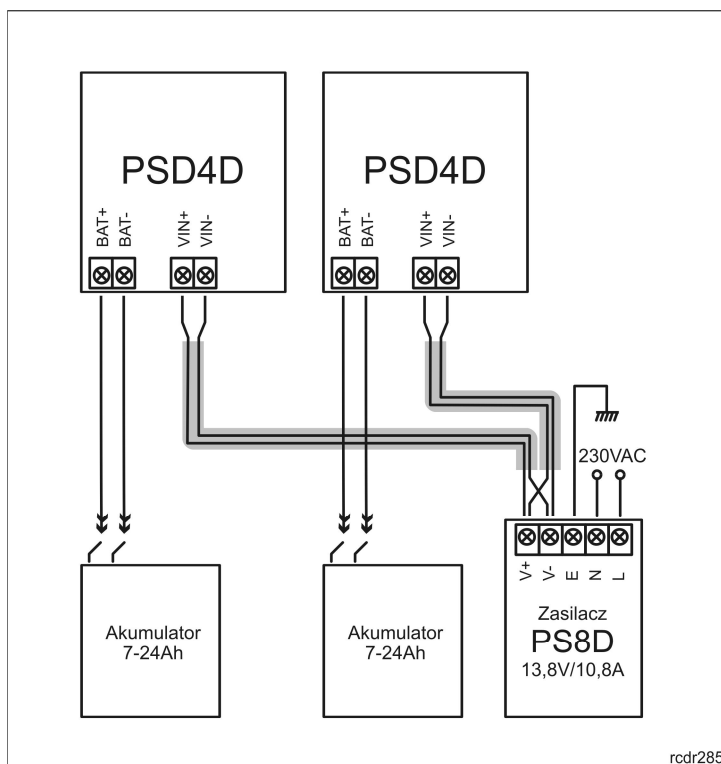 PSD4D
BAT+
BAT-
VIN+
VIN-
PSD4D
BAT+
BAT-
VIN+
VIN-
230VAC
V+
V-
E
N
L
Akumulator
7-24Ah
Akumulator
7-24Ah
Zasilacz
PS8D
13,8V/10,8A
rcdr285